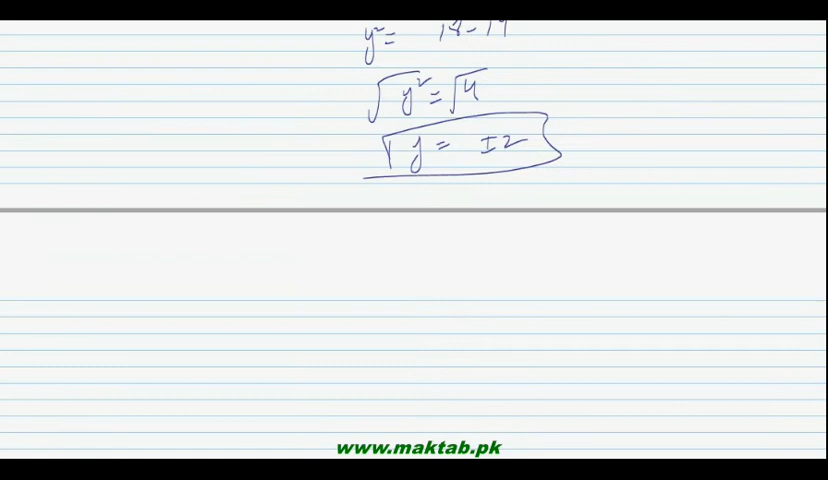 y² = 18 - 14
√y² = √4
y = ±2
www.maktab.pk